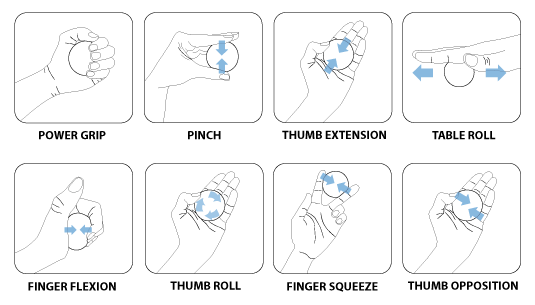 POWER GRIP
PINCH
THUMB EXTENSION
TABLE ROLL
FINGER FLEXION
THUMB ROLL
FINGER SQUEEZE
THUMB OPPOSITION